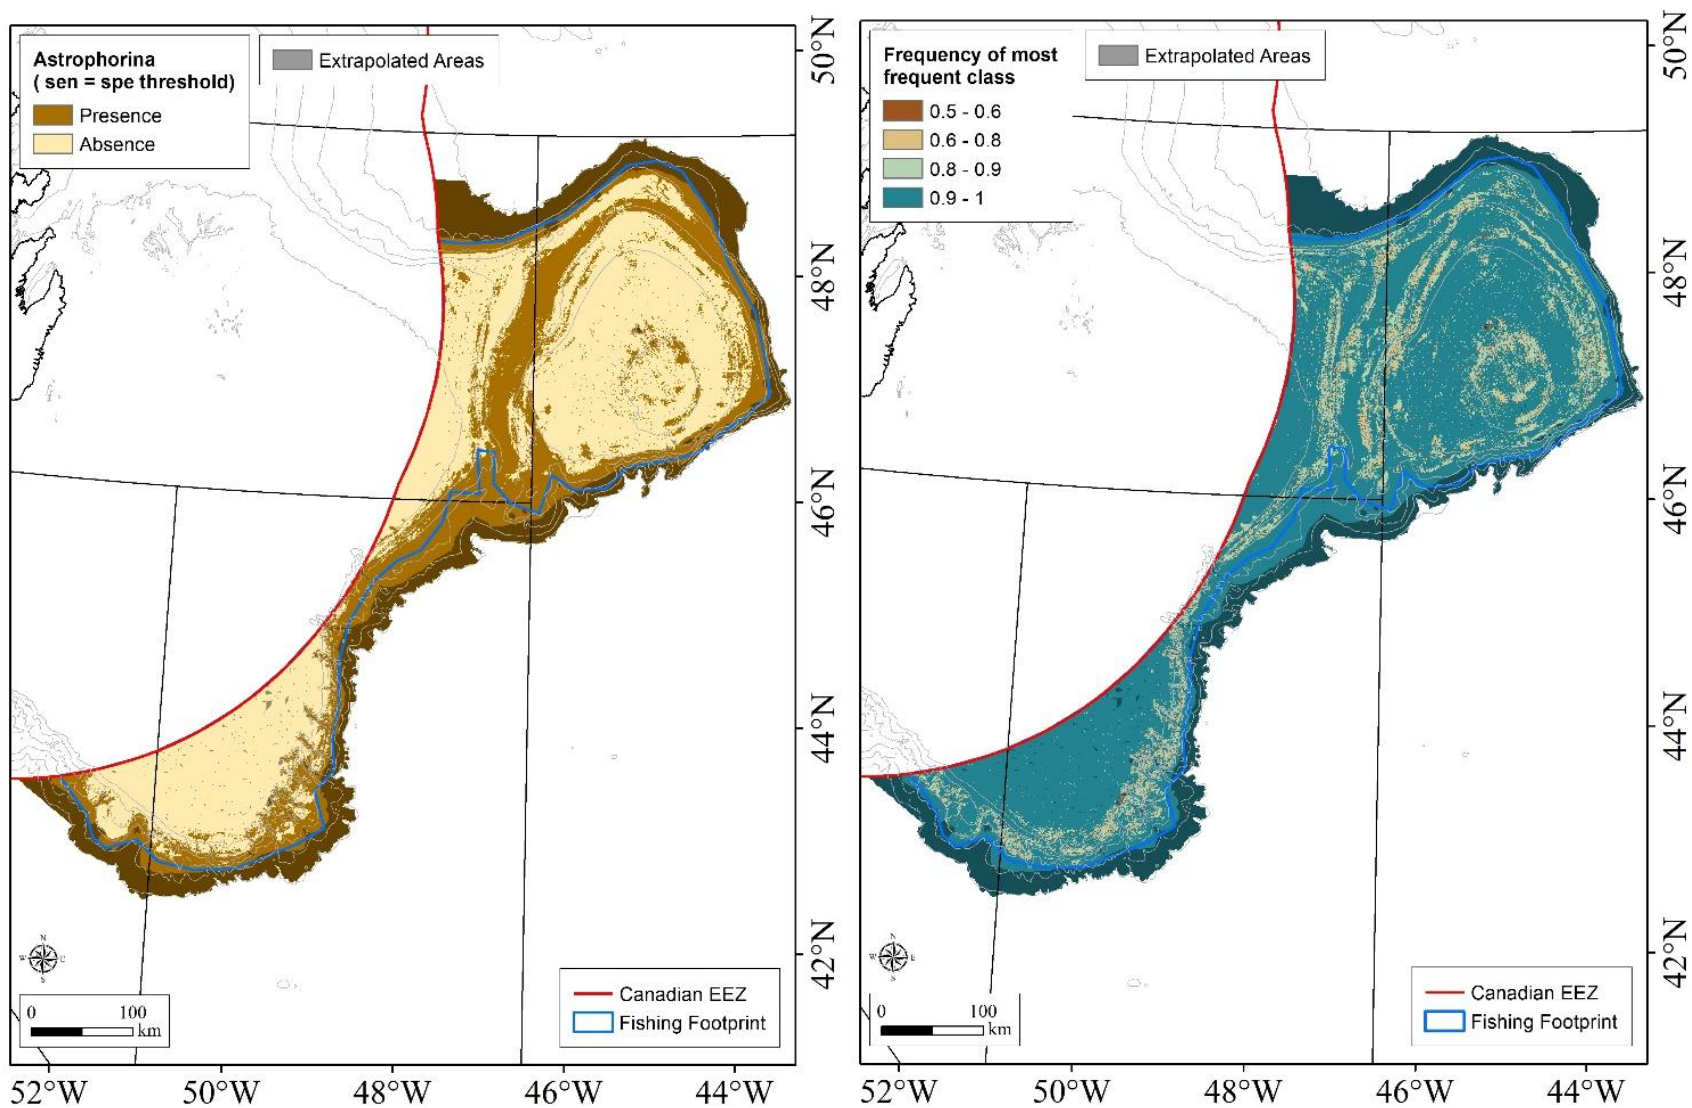 Astrophorina
( sen = spe threshold)
Presence
Absence
Extrapolated Areas
50°N
48°N
46°N
44°N
42°N
N
W
E
S
0 100
km
Canadian EEZ
Fishing Footprint
52°W 50°W 48°W 46°W 44°W
Frequency of most
frequent class
0.5 - 0.6
0.6 - 0.8
0.8 - 0.9
0.9 - 1
Extrapolated Areas
50°N
48°N
46°N
44°N
42°N
N
W
E
S
0 100
km
Canadian EEZ
Fishing Footprint
52°W 50°W 48°W 46°W 44°W